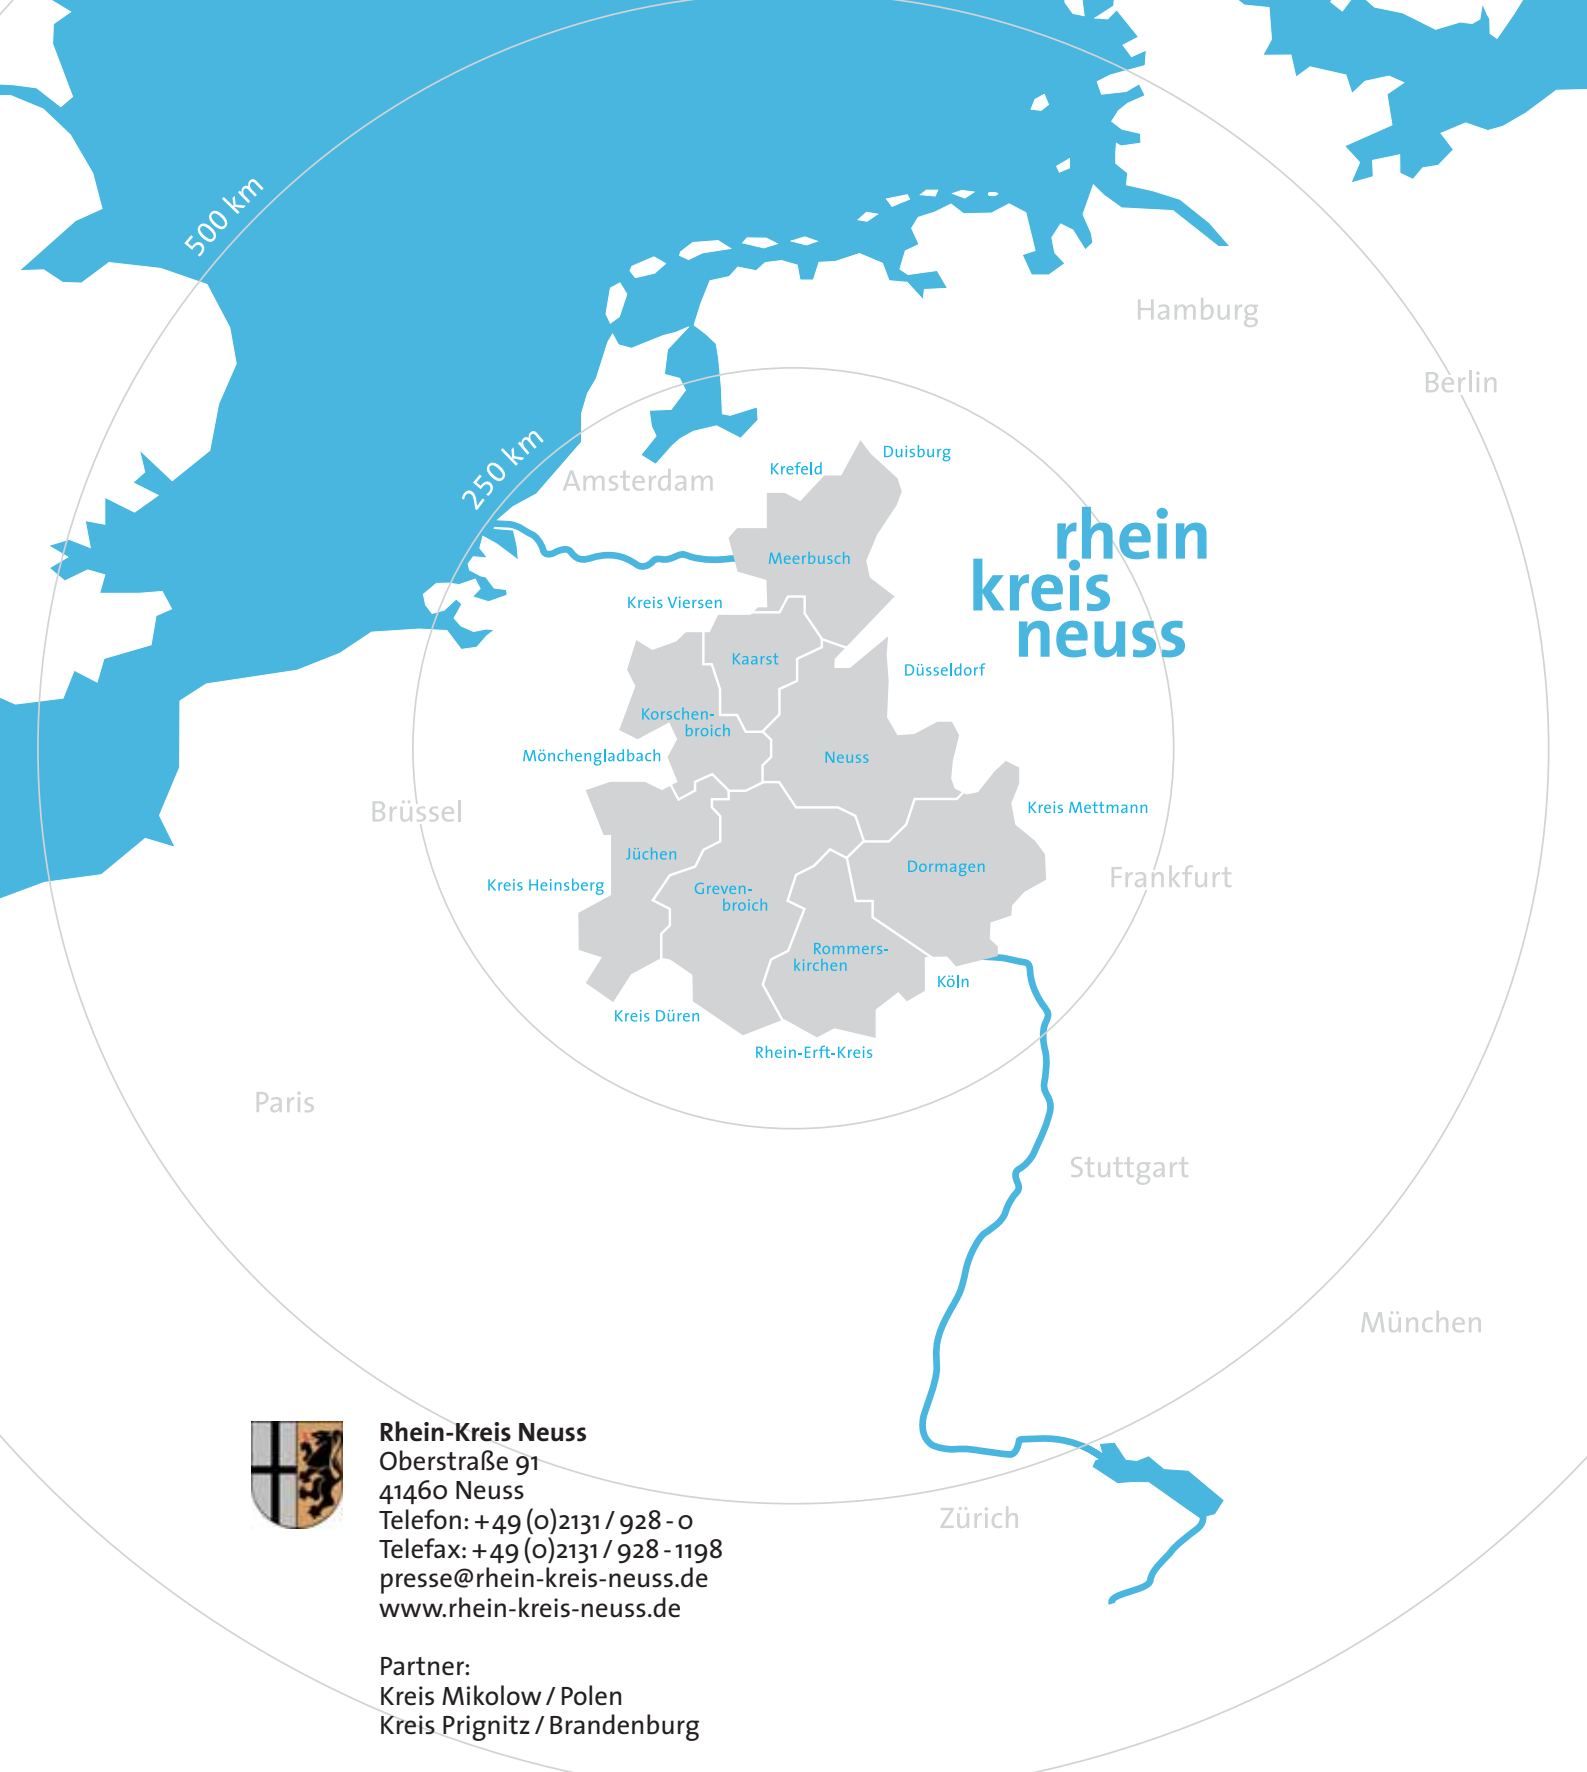 500 km
Hamburg
Berlin
250 km
Amsterdam
Krefeld
Duisburg
rhein
kreis
neuss
Meerbusch
Kreis Viersen
Kaarst
Düsseldorf
Korschen-
broich
Mönchengladbach
Neuss
Brüssel
Kreis Mettmann
Jüchen
Dormagen
Frankfurt
Kreis Heinsberg
Greven-
broich
Rommers-
kirchen
Köln
Kreis Düren
Rhein-Erft-Kreis
Paris
Stuttgart
München
Zürich
Rhein-Kreis Neuss
Oberstraße 91
41460 Neuss
Telefon: +49 (0)2131 / 928 - 0
Telefax: +49 (0)2131 / 928 - 1198
presse@rhein-kreis-neuss.de
www.rhein-kreis-neuss.de
Partner:
Kreis Mikolow / Polen
Kreis Prignitz / Brandenburg